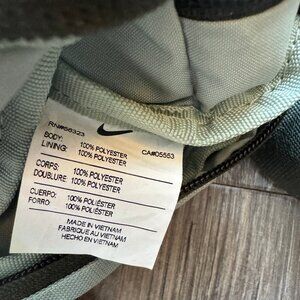 RN#56323 CA#05553
BODY: 100% POLYESTER
LINING: 100% POLYESTER
CORPS: 100% POLYESTER
DOUBLURE: 100% POLYESTER
CUERPO: 100% POLIÉSTER
FORRO: 100% POLIÉSTER
MADE IN VIETNAM
FABRIQUE AU VIETNAM
HECHO EN VIETNAM